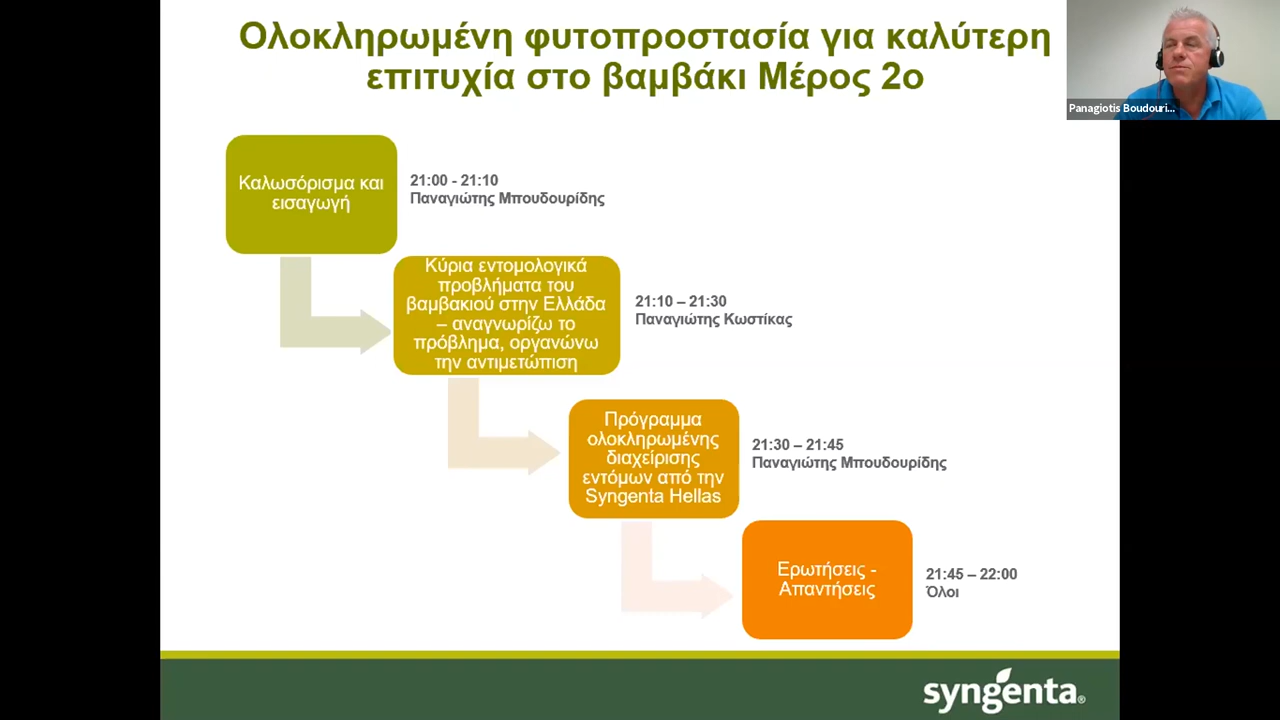 Ολοκληρωμένη φυτοπροστασία για καλύτερη
επιτυχία στο βαμβάκι Μέρος 2ο
Panagiotis Boudouri...
Καλωσόρισμα και
εισαγωγή
21:00 - 21:10
Παναγιώτης Μπουδουρίδης
Κύρια εντομολογικά
προβλήματα του
βαμβακιού στην Ελλάδα
– αναγνωρίζω το
πρόβλημα, οργανώνω
την αντιμετώπιση
21:10 – 21:30
Παναγιώτης Κωστίκας
Πρόγραμμα
ολοκληρωμένης
διαχείρισης
εντόμων από την
Syngenta Hellas
21:30 – 21:45
Παναγιώτης Μπουδουρίδης
Ερωτήσεις -
Απαντήσεις
21:45 – 22:00
Όλοι
syngenta®